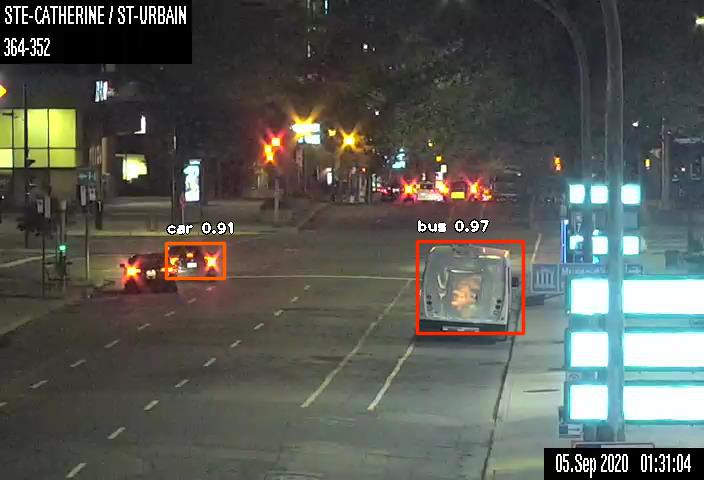 STE-CATHERINE / ST-URBAIN
364-352
car 0.91
bus 0.97
05.Sep 2020 01:31:04